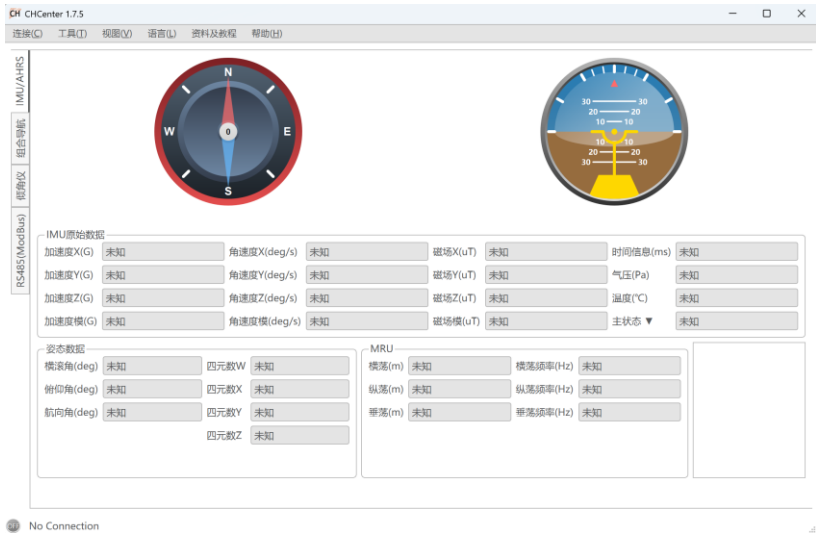 CH CHCenter 1.7.5
连接(C) 工具(T) 视图(V) 语言(L) 资料及教程 帮助(H)
IMU/AHRS
组合导航
倾角仪
RS485(ModBus)
N
W 0 E
S
30 30
20 20
10 10
10 10
20 20
30 30
IMU原始数据
加速度X(G) 未知 角速度X(deg/s) 未知 磁场X(uT) 未知 时间信息(ms) 未知
加速度Y(G) 未知 角速度Y(deg/s) 未知 磁场Y(uT) 未知 气压(Pa) 未知
加速度Z(G) 未知 角速度Z(deg/s) 未知 磁场Z(uT) 未知 温度(℃) 未知
加速度模(G) 未知 角速度模(deg/s) 未知 磁场模(uT) 未知 主状态 ▼ 未知
姿态数据 MRU
横滚角(deg) 未知 四元数W 未知 横荡(m) 未知 横荡频率(Hz) 未知
俯仰角(deg) 未知 四元数X 未知 纵荡(m) 未知 纵荡频率(Hz) 未知
航向角(deg) 未知 四元数Y 未知 垂荡(m) 未知 垂荡频率(Hz) 未知
四元数Z 未知
No Connection